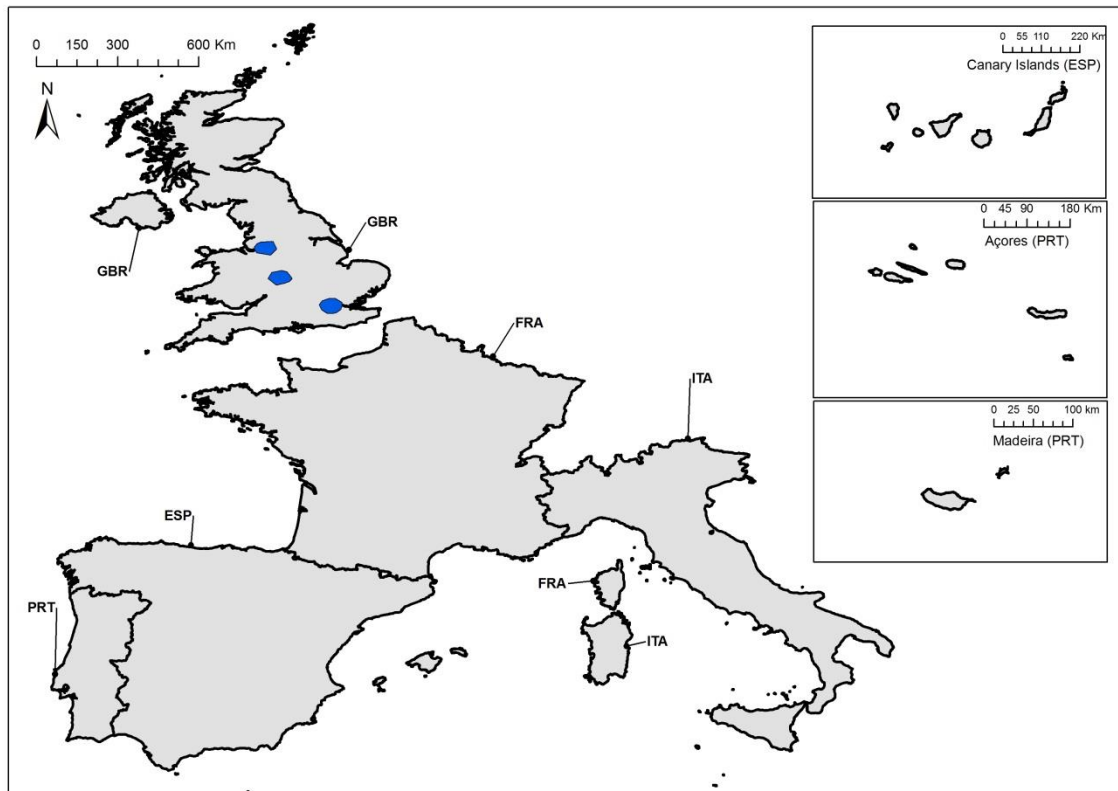 0 150 300 600 Km
N
GBR
GBR
FRA
ITA
ESP
FRA
PRT
ITA
0 55 110 220 Km
Canary Islands (ESP)
0 45 90 180 Km
Açores (PRT)
0 25 50 100 km
Madeira (PRT)